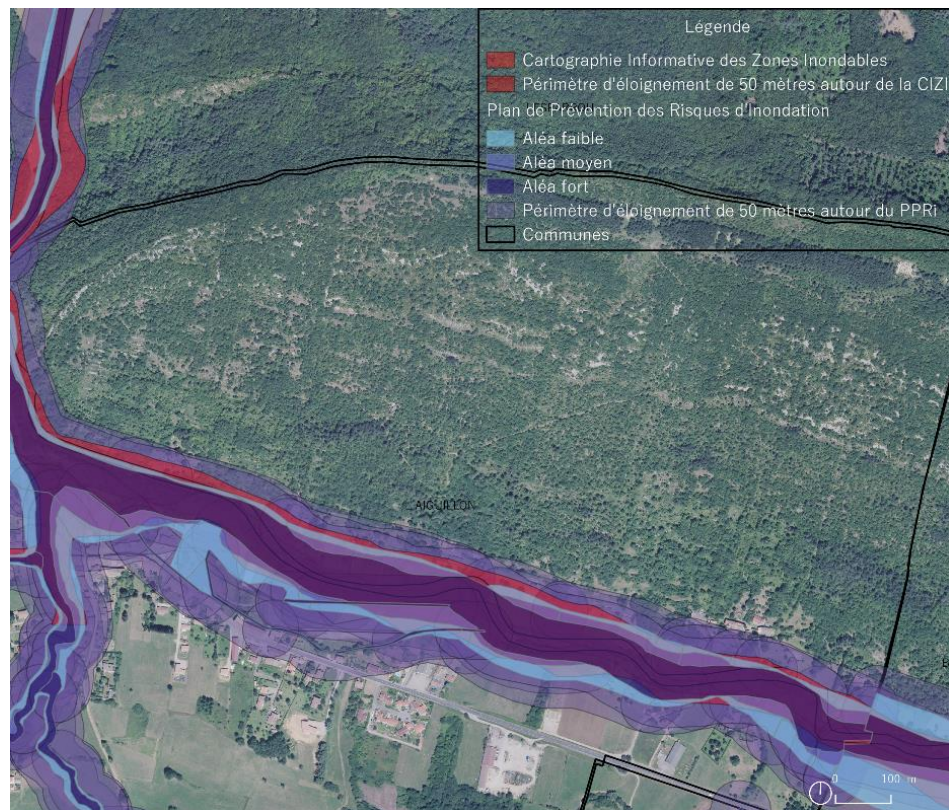 Légende
Cartographie Informative des Zones Inondables
Périmètre d'éloignement de 50 mètres autour de la CIZI
Plan de Prévention des Risques d'Inondation
Aléa faible
Aléa moyen
Aléa fort
Périmètre d'éloignement de 50 mètres autour du PPRi
Communes
AIGUILLON
0 100 m